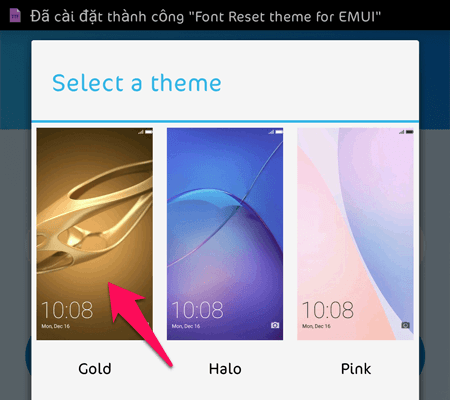 Đã cài đặt thành công "Font Reset theme for EMUI"
Select a theme
10:08 10:08 10:08
Mon, Dec 16 Mon, Dec 16 Mon, Dec 16
Gold Halo Pink